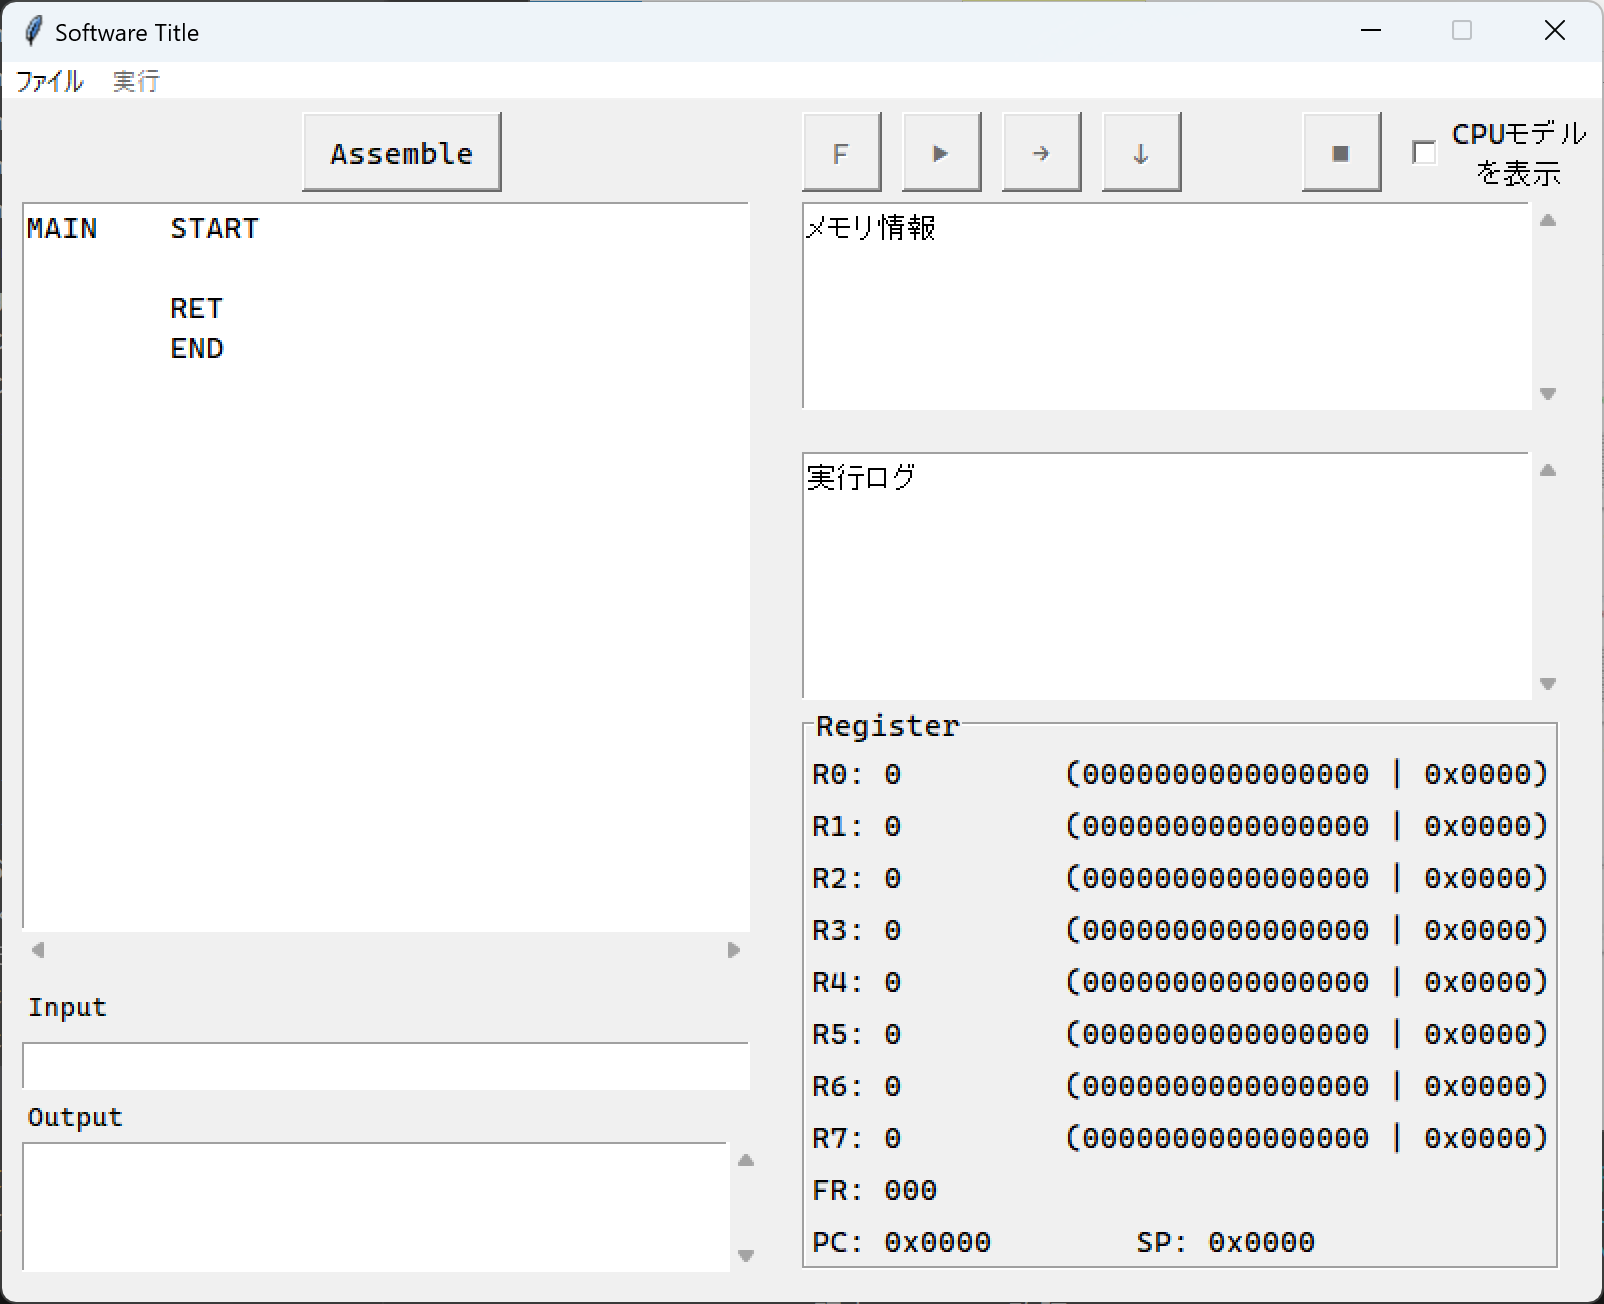 Software Title
ファイル 実行
Assemble
F ▶ → ↓ ■
CPUモデル
を表示
MAIN START
RET
END
Input
Output
メモリ情報
実行ログ
Register
R0: 0 (0000000000000000 | 0x0000)
R1: 0 (0000000000000000 | 0x0000)
R2: 0 (0000000000000000 | 0x0000)
R3: 0 (0000000000000000 | 0x0000)
R4: 0 (0000000000000000 | 0x0000)
R5: 0 (0000000000000000 | 0x0000)
R6: 0 (0000000000000000 | 0x0000)
R7: 0 (0000000000000000 | 0x0000)
FR: 000
PC: 0x0000 SP: 0x0000